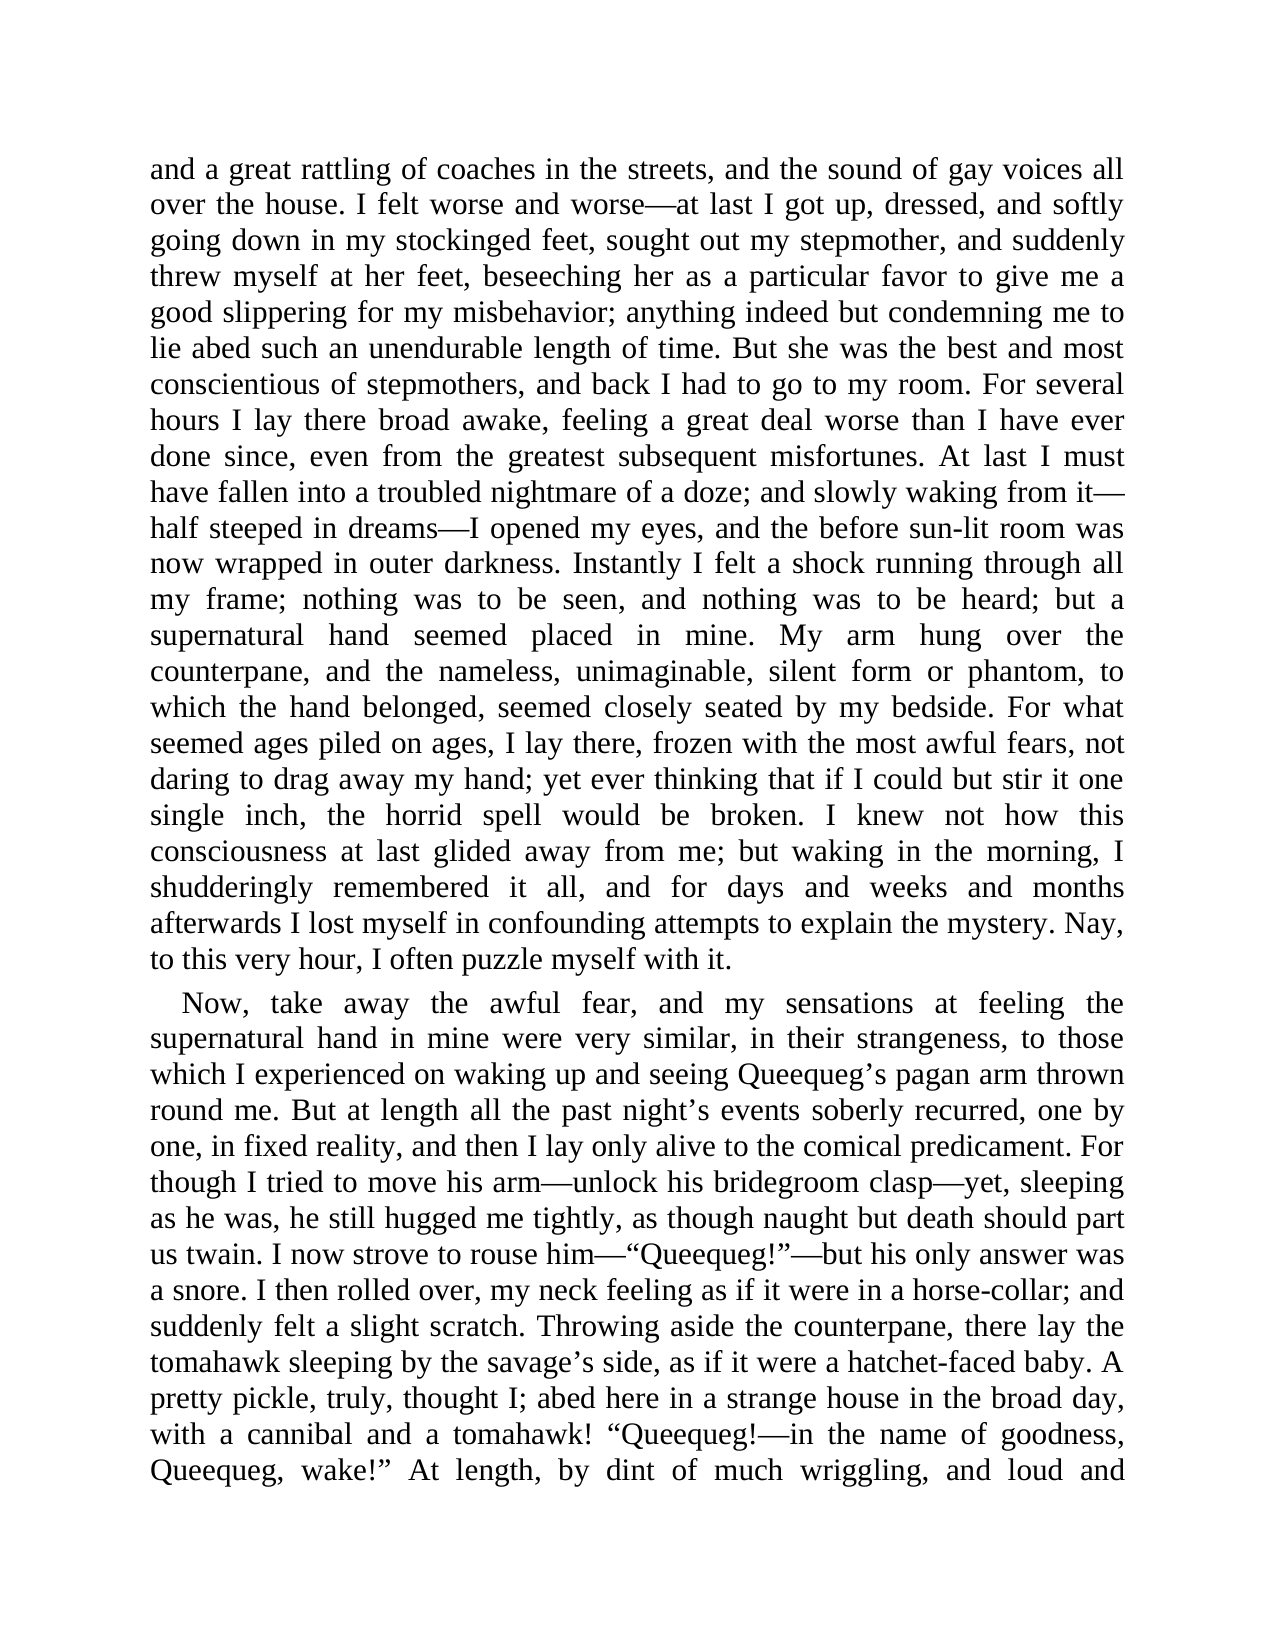 and a great rattling of coaches in the streets, and the sound of gay voices all
over the house. I felt worse and worse—at last I got up, dressed, and softly
going down in my stockinged feet, sought out my stepmother, and suddenly
threw myself at her feet, beseeching her as a particular favor to give me a
good slippering for my misbehavior; anything indeed but condemning me to
lie abed such an unendurable length of time. But she was the best and most
conscientious of stepmothers, and back I had to go to my room. For several
hours I lay there broad awake, feeling a great deal worse than I have ever
done since, even from the greatest subsequent misfortunes. At last I must
have fallen into a troubled nightmare of a doze; and slowly waking from it—
half steeped in dreams—I opened my eyes, and the before sun-lit room was
now wrapped in outer darkness. Instantly I felt a shock running through all
my frame; nothing was to be seen, and nothing was to be heard; but a
supernatural hand seemed placed in mine. My arm hung over the
counterpane, and the nameless, unimaginable, silent form or phantom, to
which the hand belonged, seemed closely seated by my bedside. For what
seemed ages piled on ages, I lay there, frozen with the most awful fears, not
daring to drag away my hand; yet ever thinking that if I could but stir it one
single inch, the horrid spell would be broken. I knew not how this
consciousness at last glided away from me; but waking in the morning, I
shudderingly remembered it all, and for days and weeks and months
afterwards I lost myself in confounding attempts to explain the mystery. Nay,
to this very hour, I often puzzle myself with it.
Now, take away the awful fear, and my sensations at feeling the
supernatural hand in mine were very similar, in their strangeness, to those
which I experienced on waking up and seeing Queequeg’s pagan arm thrown
round me. But at length all the past night’s events soberly recurred, one by
one, in fixed reality, and then I lay only alive to the comical predicament. For
though I tried to move his arm—unlock his bridegroom clasp—yet, sleeping
as he was, he still hugged me tightly, as though naught but death should part
us twain. I now strove to rouse him—“Queequeg!”—but his only answer was
a snore. I then rolled over, my neck feeling as if it were in a horse-collar; and
suddenly felt a slight scratch. Throwing aside the counterpane, there lay the
tomahawk sleeping by the savage’s side, as if it were a hatchet-faced baby. A
pretty pickle, truly, thought I; abed here in a strange house in the broad day,
with a cannibal and a tomahawk! “Queequeg!—in the name of goodness,
Queequeg, wake!” At length, by dint of much wriggling, and loud and